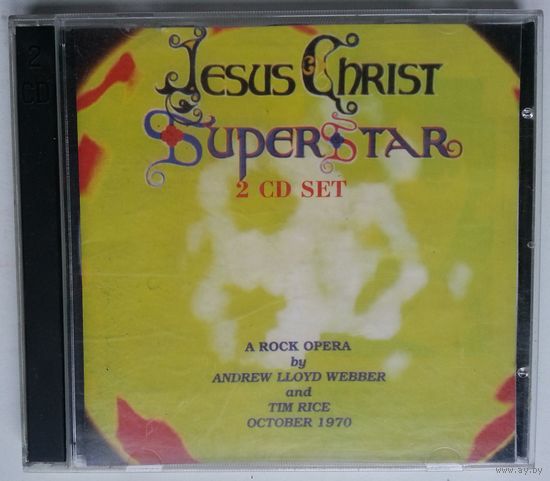 2
CD
JESUS CHRIST
SUPERSTAR
2 CD SET
A ROCK OPERA
by
ANDREW LLOYD WEBBER
and
TIM RICE
OCTOBER 1970
www.ay.by